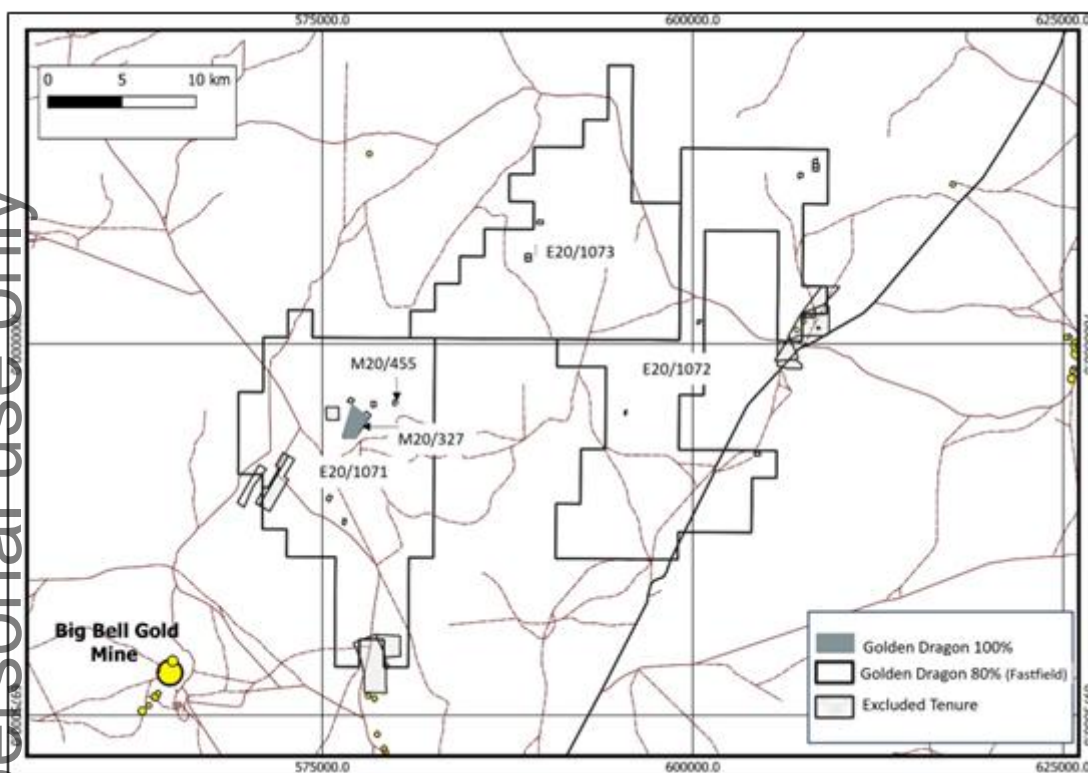 575000.0 600000.0 625000.0
0 5 10 km
E20/1073
M20/455
E20/1072
M20/327
E20/1071
Big Bell Gold
Mine
Golden Dragon 100%
Golden Dragon 80% (Fastfield)
Excluded Tenure
575000.0 600000.0 625000.0